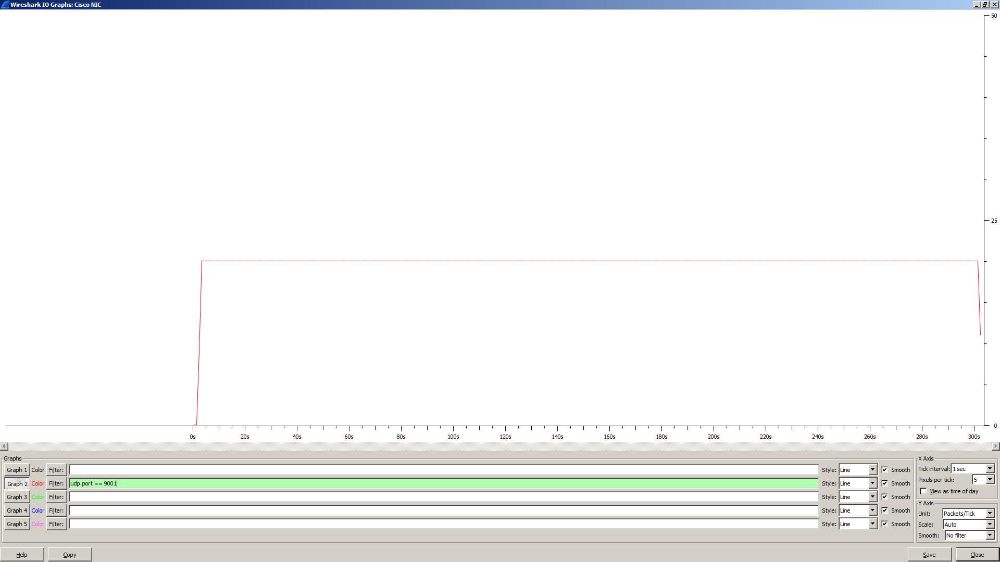 Wireshark IO Graphs: Cisco NIC
50
25
0
0s 20s 40s 60s 80s 100s 120s 140s 160s 180s 200s 220s 240s 260s 280s 300s
Graphs
Graph 1 Color Filter: Style: Line Smooth
Graph 2 Color Filter: udp.port == 9001 Style: Line Smooth
Graph 3 Color Filter: Style: Line Smooth
Graph 4 Color Filter: Style: Line Smooth
Graph 5 Color Filter: Style: Line Smooth
X Axis
Tick interval: 1 sec
Pixels per tick: 5
View as time of day
Y Axis
Unit: Packets/Tick
Scale: Auto
Smooth: No filter
Help Copy Save Close